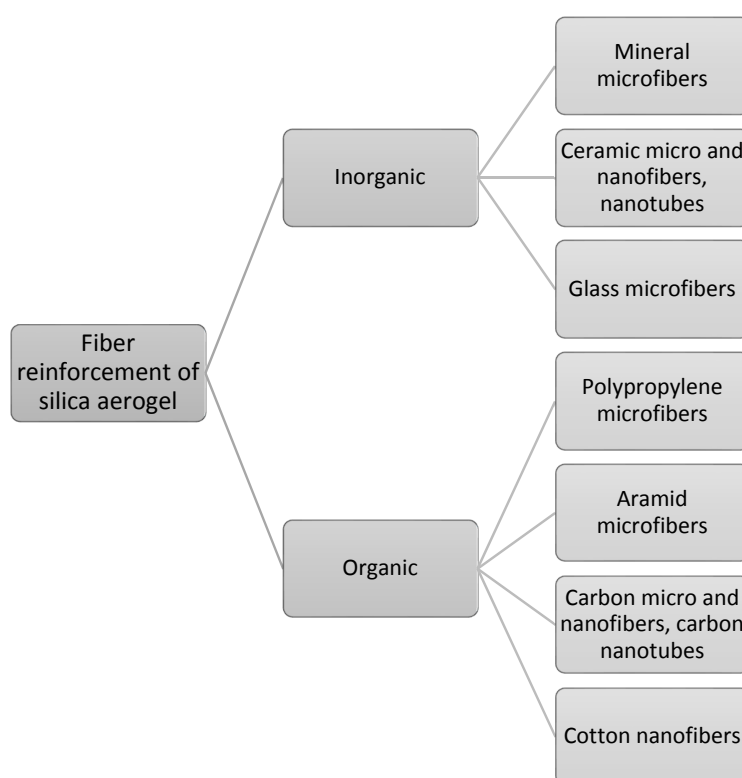 Mineral
microfibers
Ceramic micro and
nanofibers,
nanotubes
Inorganic
Glass microfibers
Fiber
reinforcement of
silica aerogel
Polypropylene
microfibers
Aramid
microfibers
Organic
Carbon micro and
nanofibers, carbon
nanotubes
Cotton nanofibers